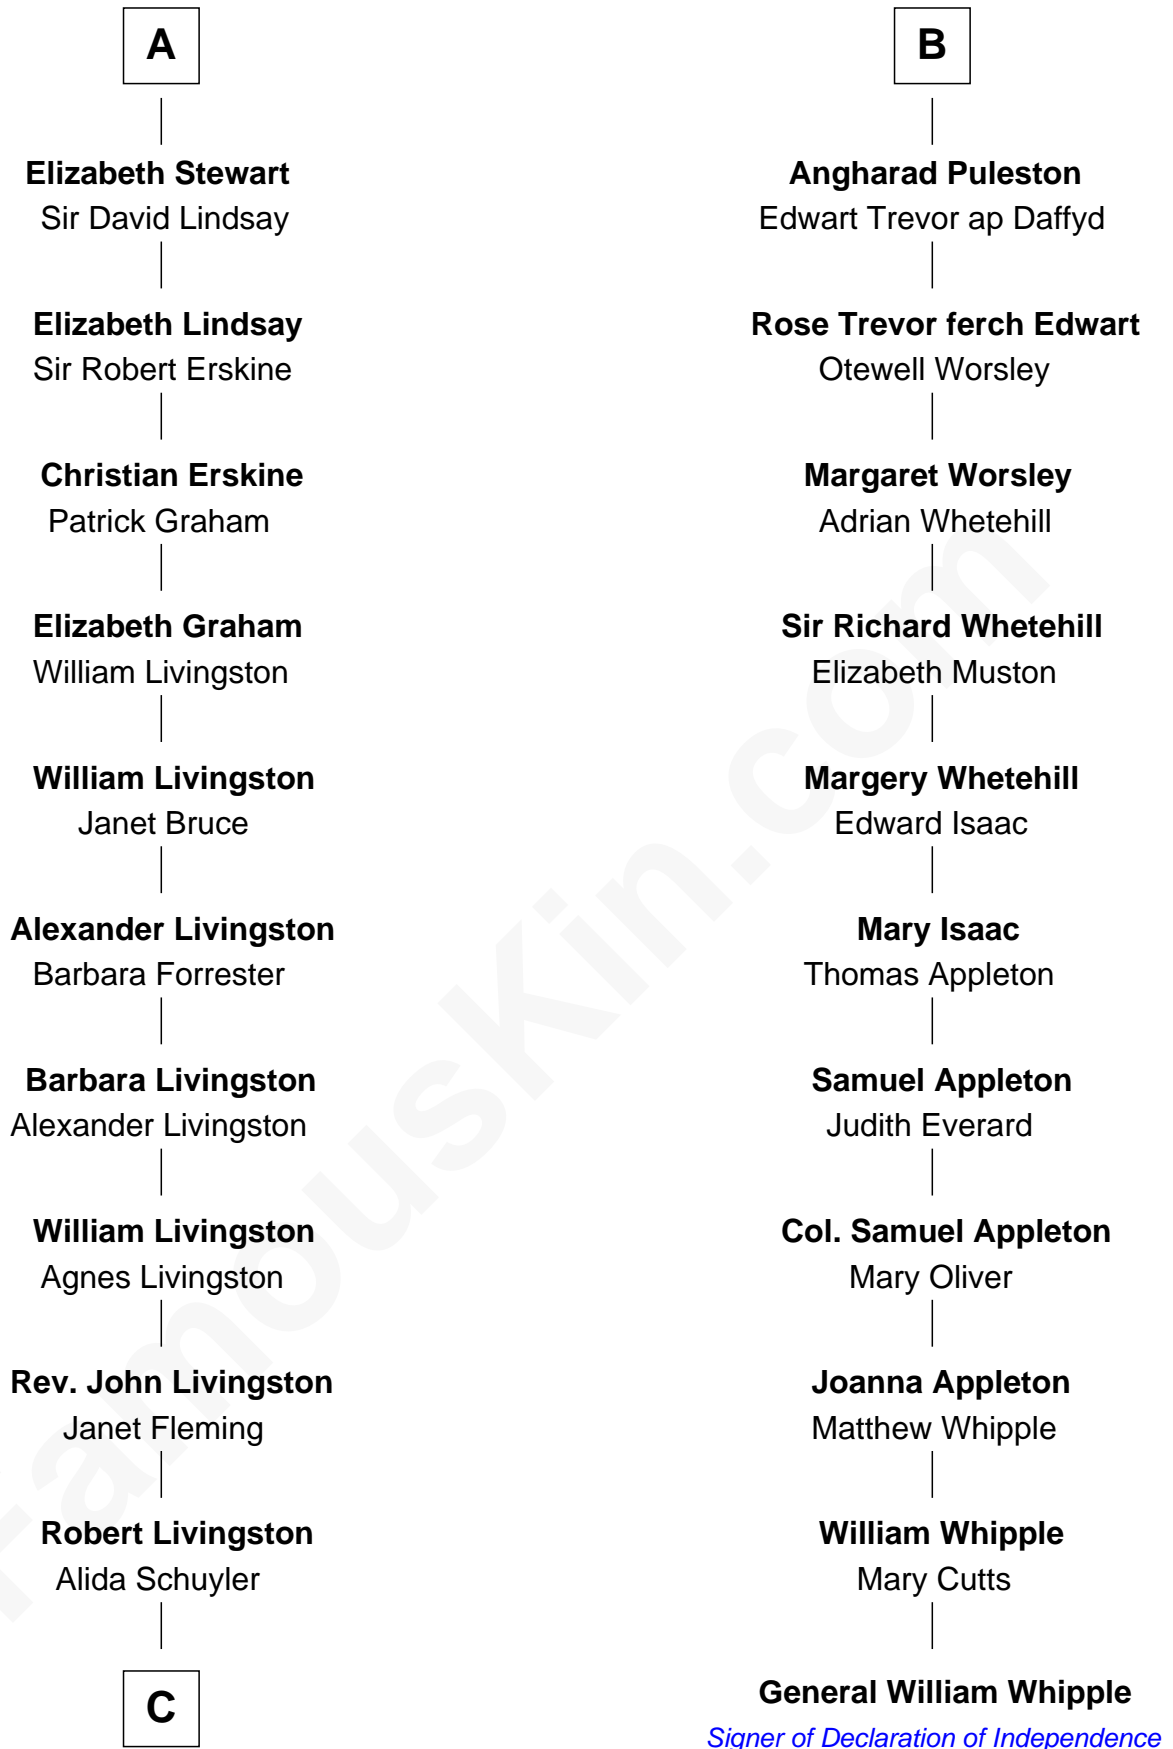 A
Elizabeth Stewart
Sir David Lindsay
Elizabeth Lindsay
Sir Robert Erskine
Christian Erskine
Patrick Graham
Elizabeth Graham
William Livingston
William Livingston
Janet Bruce
Alexander Livingston
Barbara Forrester
Barbara Livingston
Alexander Livingston
William Livingston
Agnes Livingston
Rev. John Livingston
Janet Fleming
Robert Livingston
Alida Schuyler
C
B
Angharad Puleston
Edwart Trevor ap Daffyd
Rose Trevor ferch Edwart
Otewell Worsley
Margaret Worsley
Adrian Whetehill
Sir Richard Whetehill
Elizabeth Muston
Margery Whetehill
Edward Isaac
Mary Isaac
Thomas Appleton
Samuel Appleton
Judith Everard
Col. Samuel Appleton
Mary Oliver
Joanna Appleton
Matthew Whipple
William Whipple
Mary Cutts
General William Whipple
Signer of Declaration of Independence
FamousKin.com